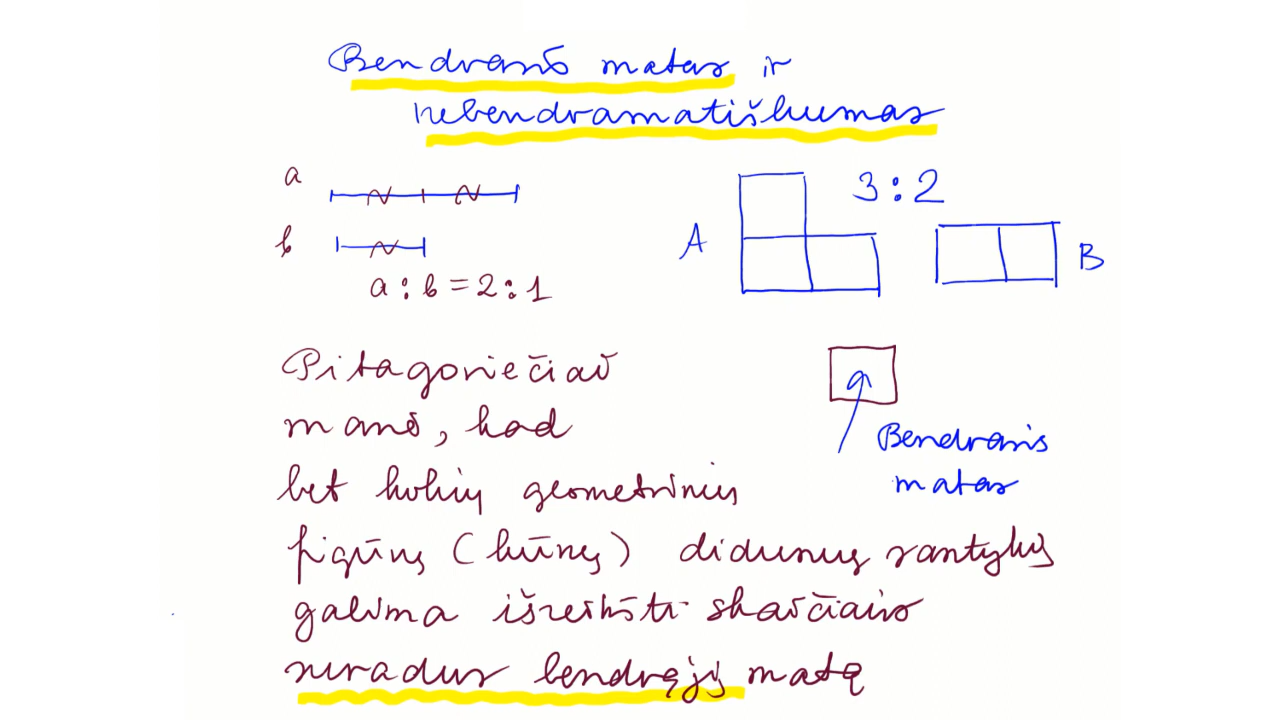 Bendrasis matas ir
nebendramatiškumas
a
b
a : b = 2 : 1
A
3 : 2
B
Bendrasis
matas
Pitagoriečiai
manė, kad
bet kokių geometrinių
figūrų (kūnų) didumų santykį
galima išreikšti skaičiais
suradus bendrąjį matą